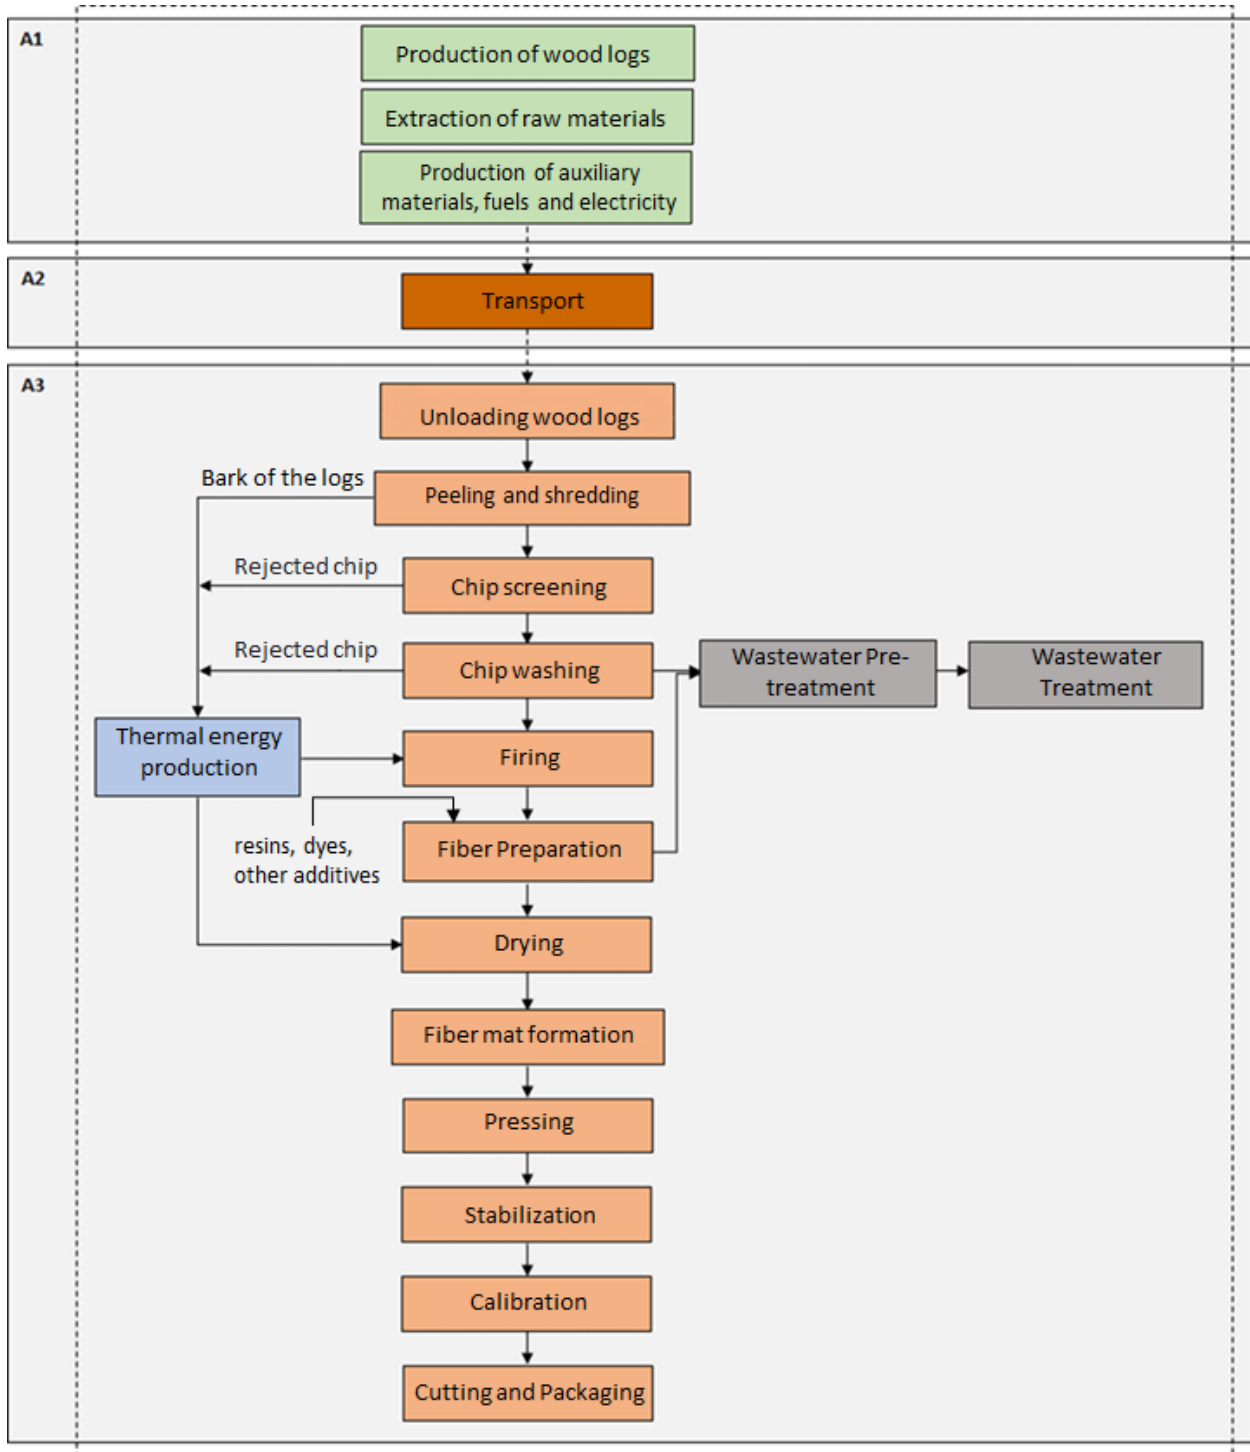 A1
Production of wood logs
Extraction of raw materials
Production of auxiliary
materials, fuels and electricity
A2
Transport
A3
Unloading wood logs
Bark of the logs
Peeling and shredding
Rejected chip
Chip screening
Rejected chip
Chip washing
Wastewater Pre-
treatment
Wastewater
Treatment
Thermal energy
production
Firing
resins, dyes,
other additives
Fiber Preparation
Drying
Fiber mat formation
Pressing
Stabilization
Calibration
Cutting and Packaging